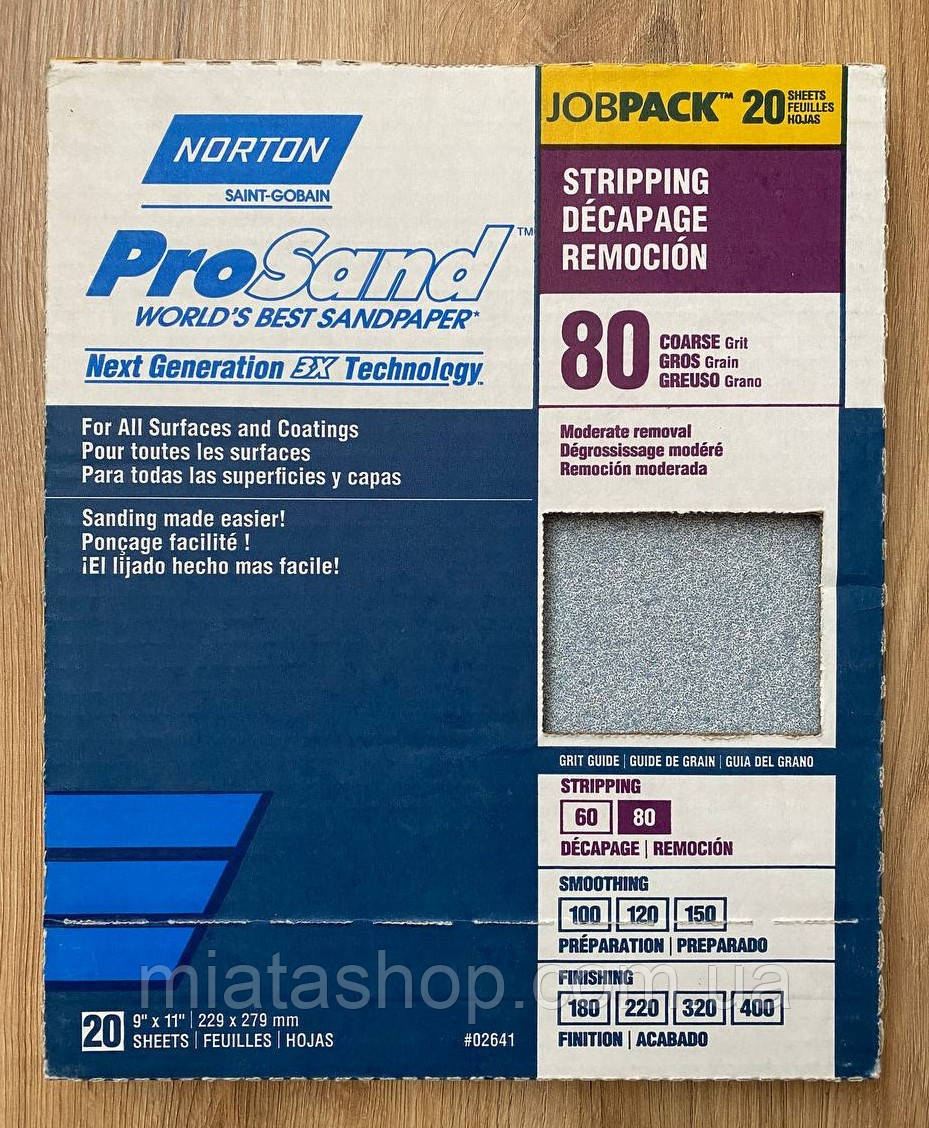 NORTON
SAINT-GOBAIN
ProSand™
WORLD'S BEST SANDPAPER*
Next Generation 3X Technology™
For All Surfaces and Coatings
Pour toutes les surfaces
Para todas las superficies y capas
Sanding made easier!
Ponçage facilité !
¡El lijado hecho mas facile!
JOBPACK™ 20 SHEETS
FEUILLES
HOJAS
STRIPPING
DÉCAPAGE
REMOCIÓN
80 COARSE Grit
GROS Grain
GREUSO Grano
Moderate removal
Dégrossissage modéré
Remoción moderada
GRIT GUIDE | GUIDE DE GRAIN | GUIA DEL GRANO
STRIPPING
60 80
DÉCAPAGE | REMOCIÓN
SMOOTHING
100 120 150
PRÉPARATION | PREPARADO
FINISHING
180 220 320 400
FINITION | ACABADO
miatashop.com.ua
20 9" x 11" | 229 x 279 mm
SHEETS | FEUILLES | HOJAS
#02641